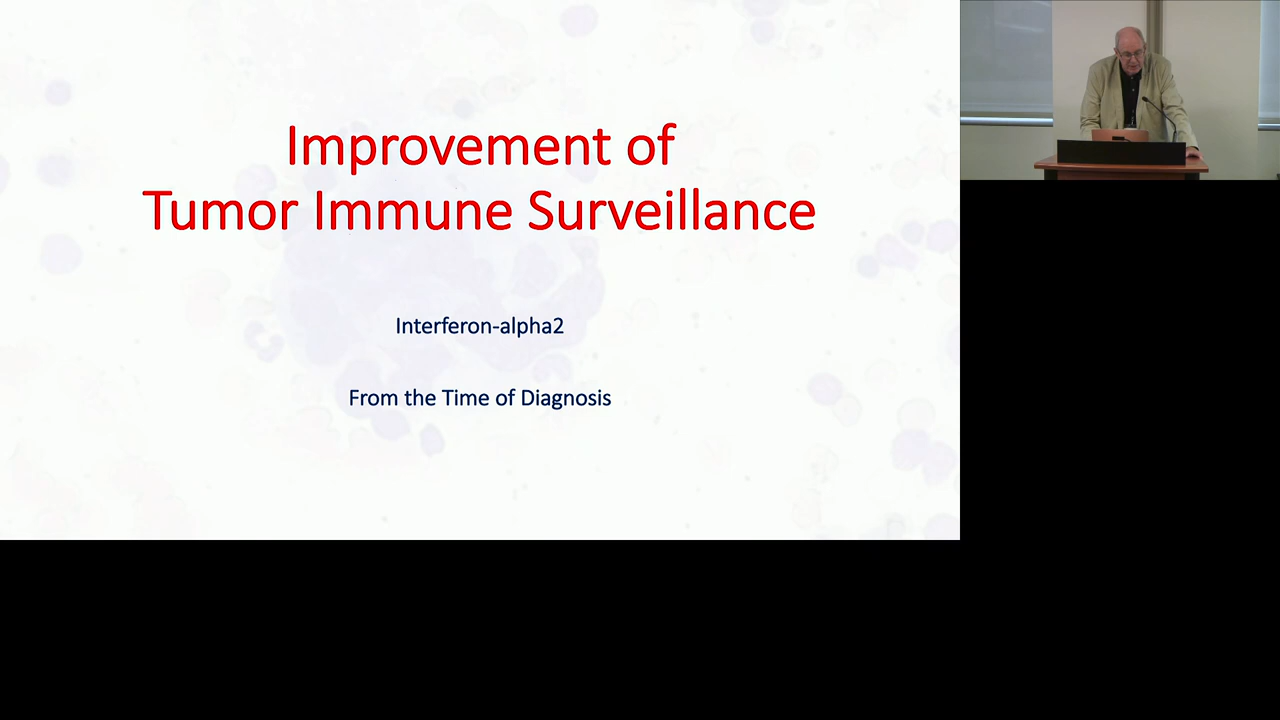 Improvement of
Tumor Immune Surveillance
Interferon-alpha2
From the Time of Diagnosis